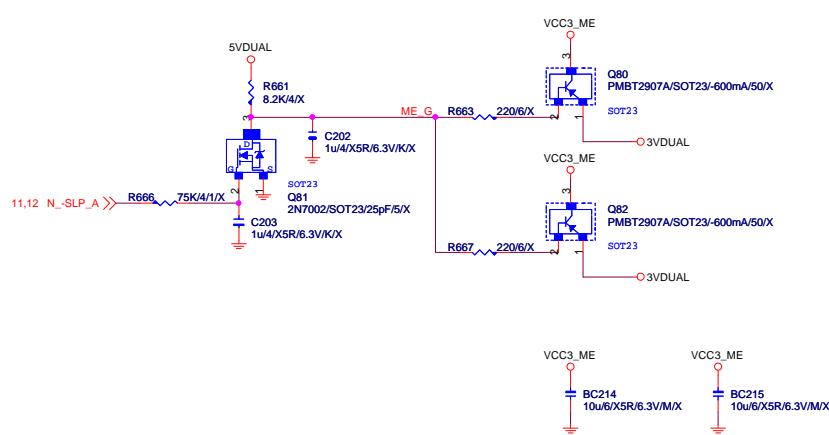 VCC3_ME
5VDUAL
3
Q80
PMBT2907A/SOT23/-600mA/50/X
R661
8.2K/4/X
SOT23
2
1
3VDUAL
3
ME_G
R663
220/6/X
C202
1u/4/X5R/6.3V/K/X
D
G
S
2
1
SOT23
Q81
2N7002/SOT23/25pF/5/X
11,12 N_-SLP_A
R666
75K/4/1/X
C203
1u/4/X5R/6.3V/K/X
VCC3_ME
3
Q82
PMBT2907A/SOT23/-600mA/50/X
SOT23
2
1
R667
220/6/X
3VDUAL
VCC3_ME
BC214
10u/6/X5R/6.3V/M/X
VCC3_ME
BC215
10u/6/X5R/6.3V/M/X